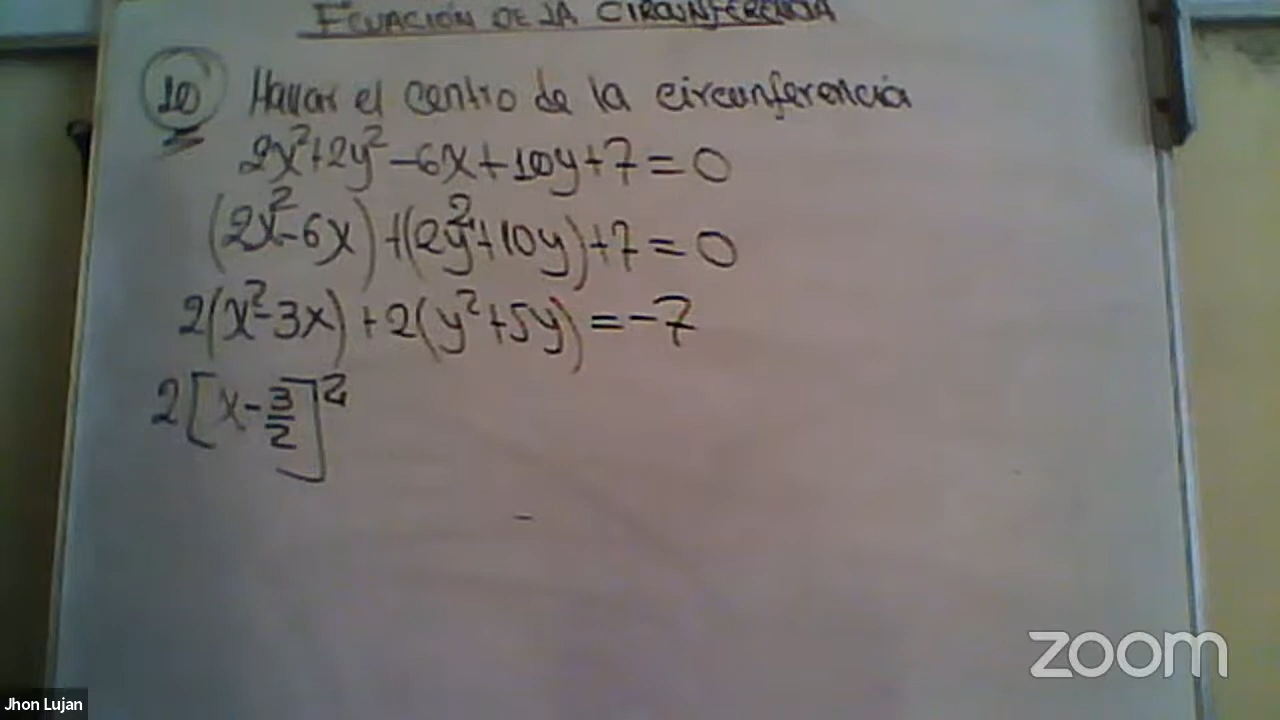 ECUACIÓN DE LA CIRCUNFERENCIA
10 Hallar el centro de la circunferencia
2x²+2y²-6x+10y+7=0
(2x²-6x)+(2y²+10y)+7=0
2(x²-3x)+2(y²+5y)=-7
2[x-3/2]²
zoom
Jhon Lujan